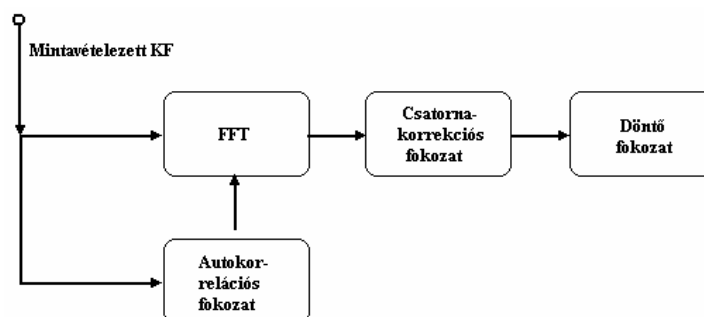 Mintavételezett KF
FFT
Csatorna-
korrekciós
fokozat
Döntő
fokozat
Autokor-
relációs
fokozat